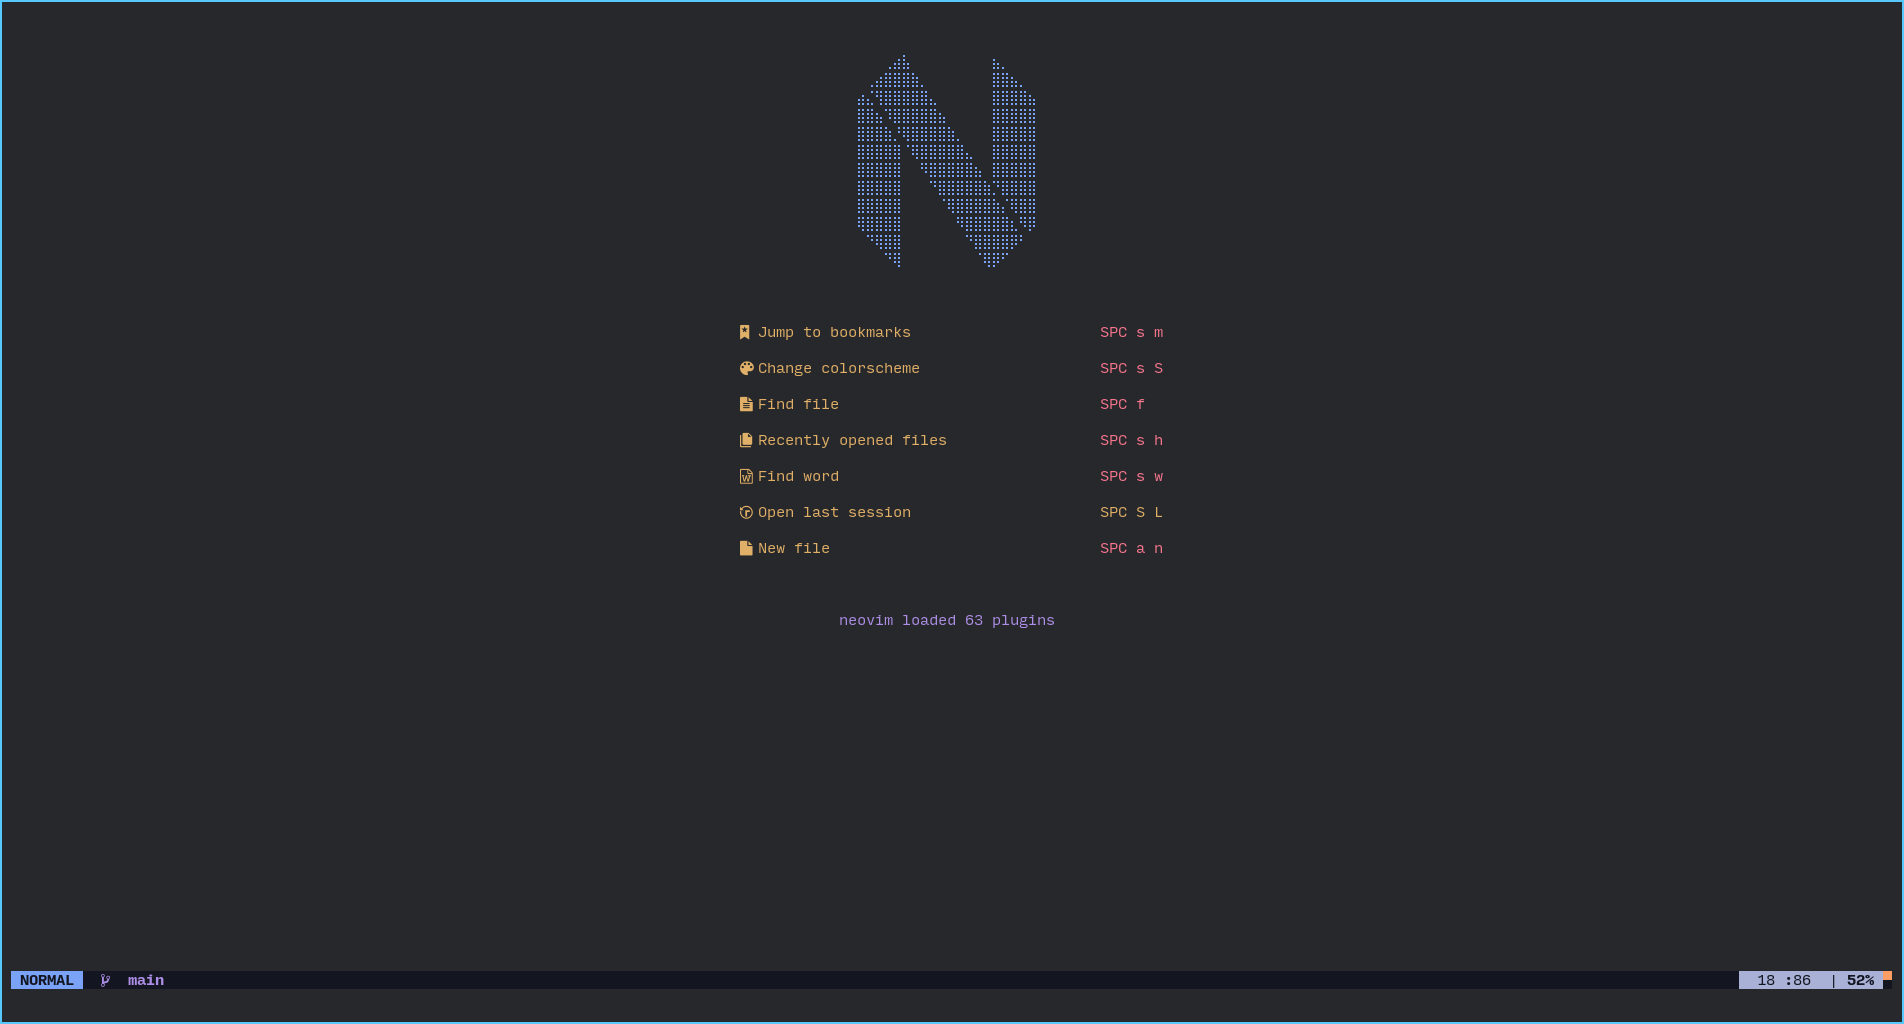 Jump to bookmarks SPC s m
Change colorscheme SPC s S
Find file SPC f
Recently opened files SPC s h
Find word SPC s w
Open last session SPC S L
New file SPC a n
neovim loaded 63 plugins
NORMAL main 18 :86 | 52%